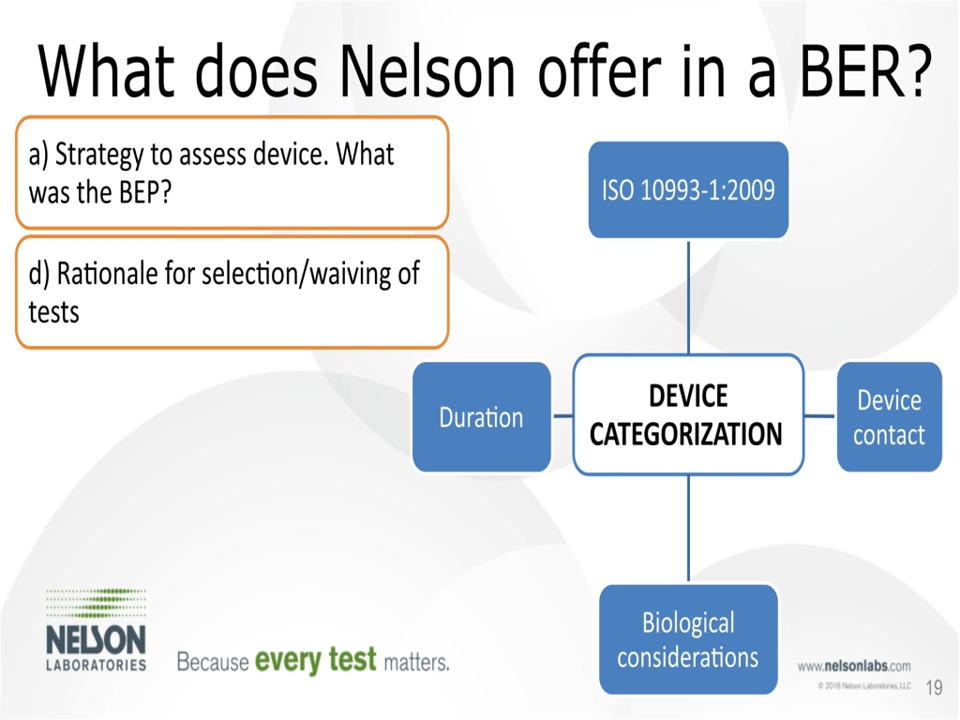 What does Nelson offer in a BER?
a) Strategy to assess device. What
was the BEP?
d) Rationale for selection/waiving of
tests
ISO 10993-1:2009
Duration
DEVICE
CATEGORIZATION
Device
contact
Biological
considerations
NELSON
LABORATORIES
Because every test matters.
www.nelsonlabs.com
© 2016 Nelson Laboratories, LLC
19